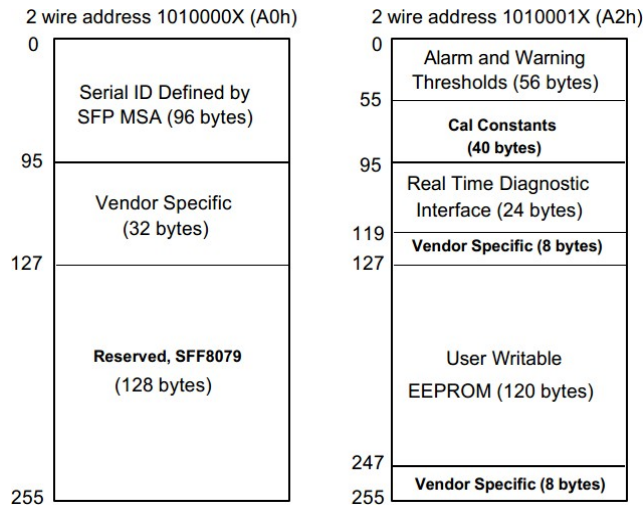 2 wire address 1010000X (A0h)
0
Serial ID Defined by
SFP MSA (96 bytes)
95
Vendor Specific
(32 bytes)
127
Reserved, SFF8079
(128 bytes)
255
2 wire address 1010001X (A2h)
0
Alarm and Warning
Thresholds (56 bytes)
55
Cal Constants
(40 bytes)
95
Real Time Diagnostic
Interface (24 bytes)
119
Vendor Specific (8 bytes)
127
User Writable
EEPROM (120 bytes)
247
Vendor Specific (8 bytes)
255